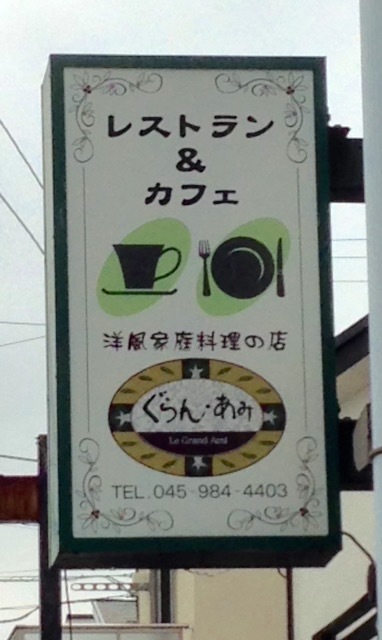 レストラン
&
カフェ
洋風家庭料理の店
ぐらん・あみ
Le Grand Ami
TEL.045-984-4403